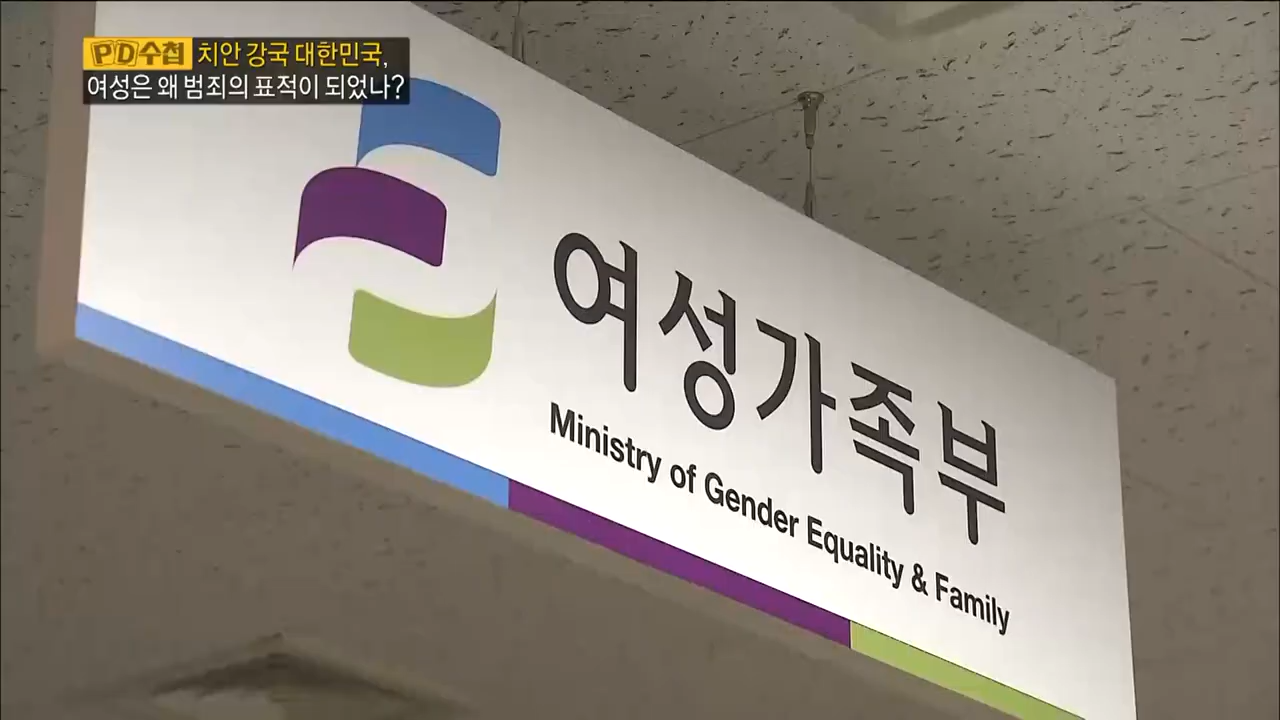 PD수첩 치안 강국 대한민국,
여성은 왜 범죄의 표적이 되었나?
여성가족부
Ministry of Gender Equality & Family